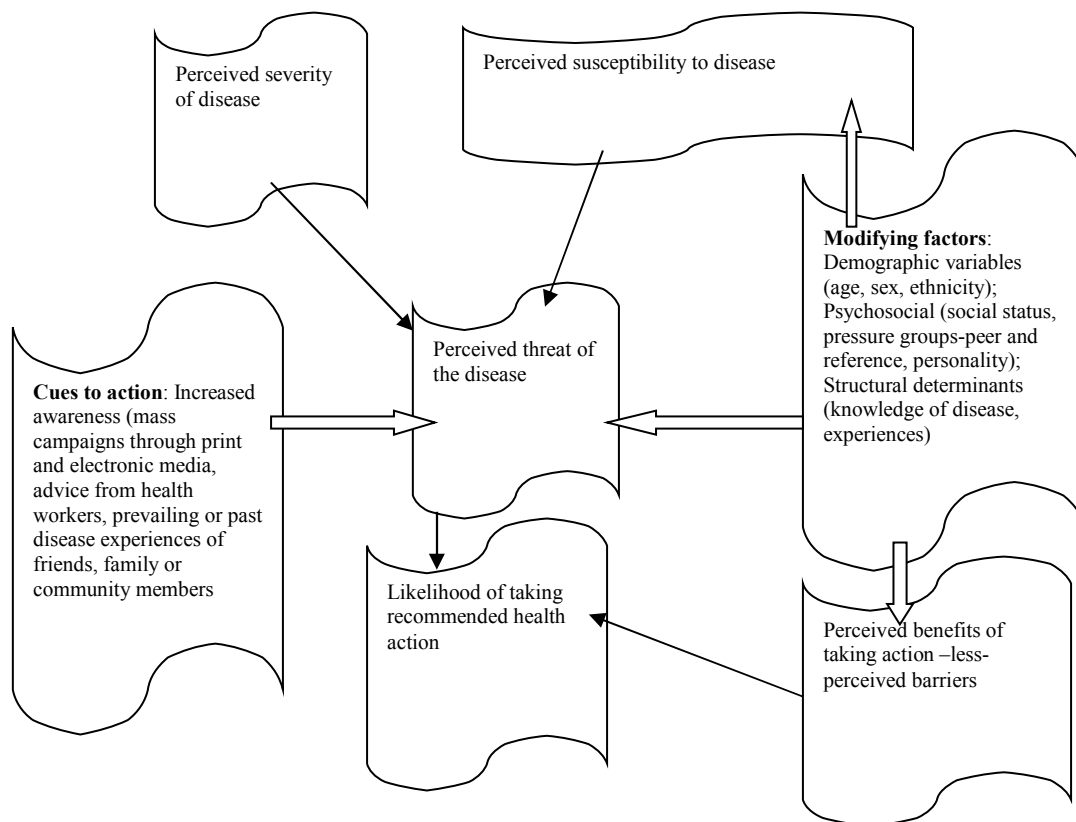 Perceived severity
of disease
Perceived susceptibility to disease
Modifying factors:
Demographic variables
(age, sex, ethnicity);
Psychosocial (social status,
pressure groups-peer and
reference, personality);
Structural determinants
(knowledge of disease,
experiences)
Perceived threat of
the disease
Cues to action: Increased
awareness (mass
campaigns through print
and electronic media,
advice from health
workers, prevailing or past
disease experiences of
friends, family or
community members
Likelihood of taking
recommended health
action
Perceived benefits of
taking action –less-
perceived barriers